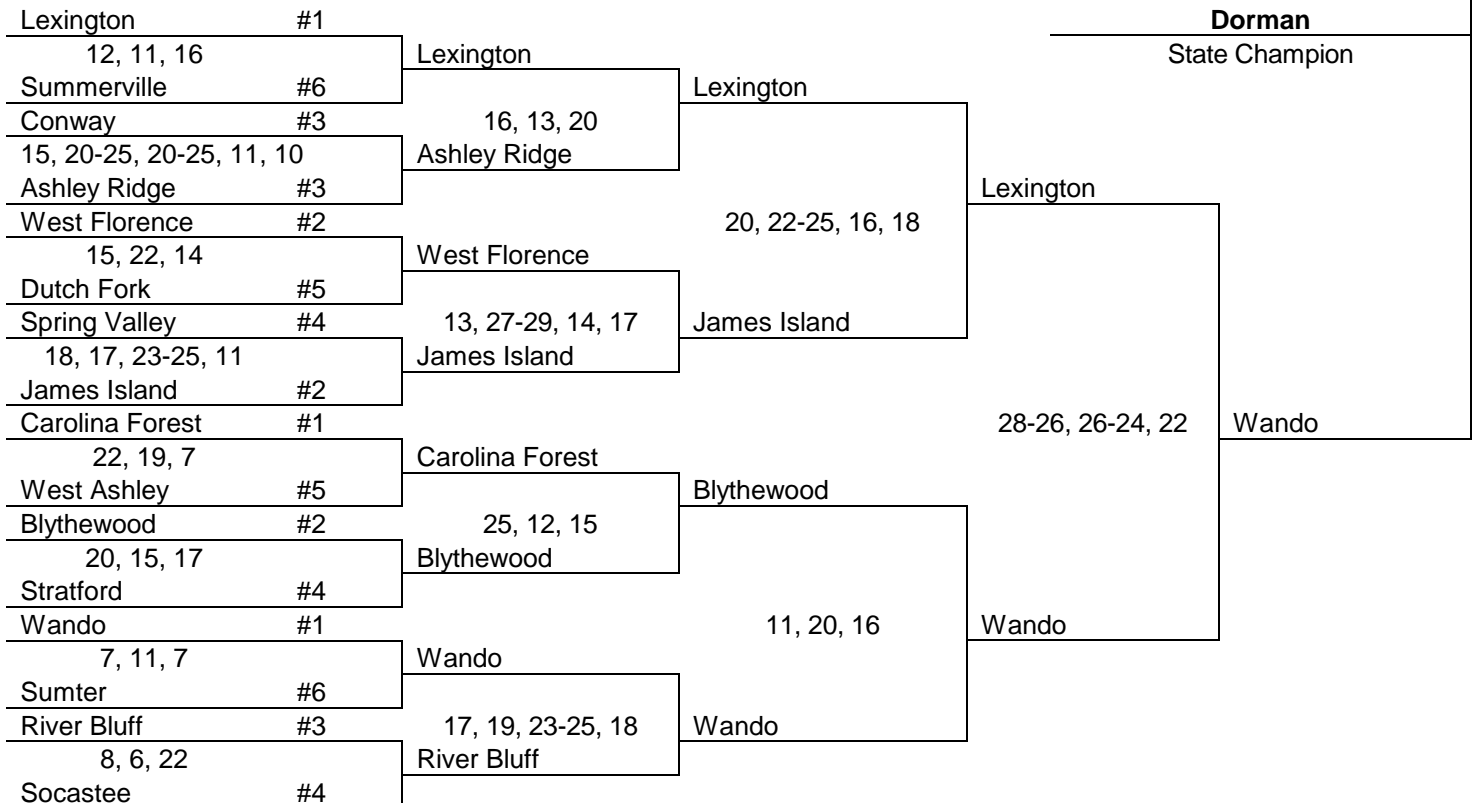 Lexington #1 Dorman
12, 11, 16 Lexington State Champion
Summerville #6 Lexington
Conway #3 16, 13, 20
15, 20-25, 20-25, 11, 10 Ashley Ridge
Ashley Ridge #3 Lexington
West Florence #2 20, 22-25, 16, 18
15, 22, 14 West Florence
Dutch Fork #5
Spring Valley #4 13, 27-29, 14, 17 James Island
18, 17, 23-25, 11 James Island
James Island #2
Carolina Forest #1 28-26, 26-24, 22 Wando
22, 19, 7 Carolina Forest
West Ashley #5 Blythewood
Blythewood #2 25, 12, 15
20, 15, 17 Blythewood
Stratford #4
Wando #1 11, 20, 16 Wando
7, 11, 7 Wando
Sumter #6
River Bluff #3 17, 19, 23-25, 18 Wando
8, 6, 22 River Bluff
Socastee #4